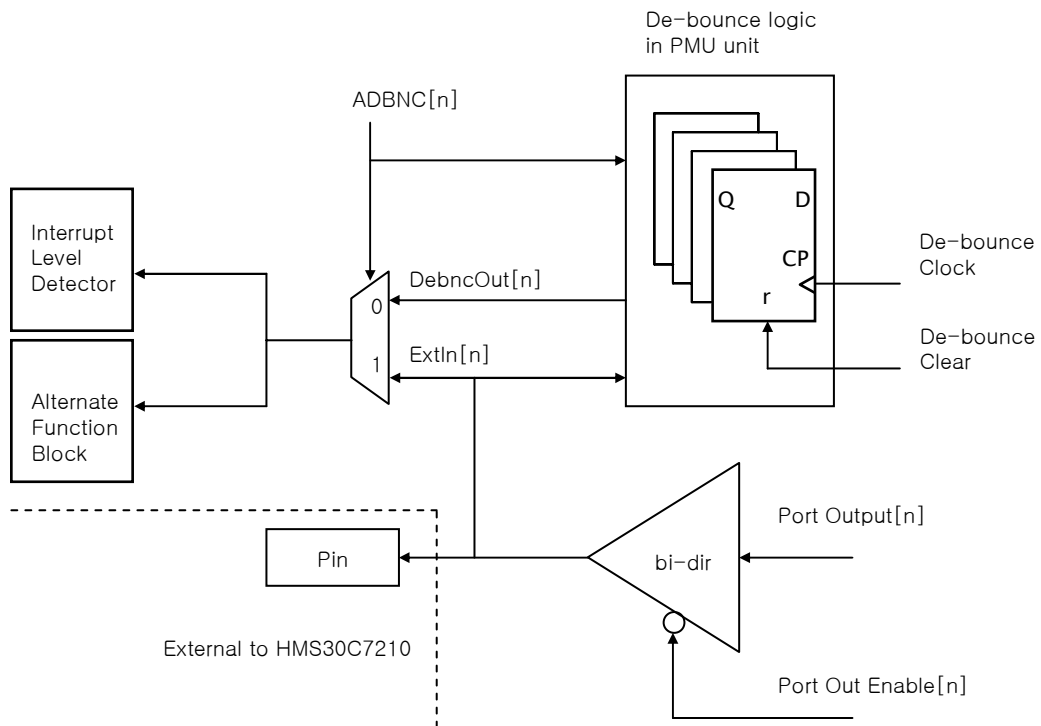 De-bounce logic
in PMU unit
ADBNC[n]
Q
D
CP
r
De-bounce
Clock
De-bounce
Clear
Interrupt
Level
Detector
0
DebncOut[n]
1
ExtIn[n]
Alternate
Function
Block
Port Output[n]
Pin
bi-dir
External to HMS30C7210
Port Out Enable[n]